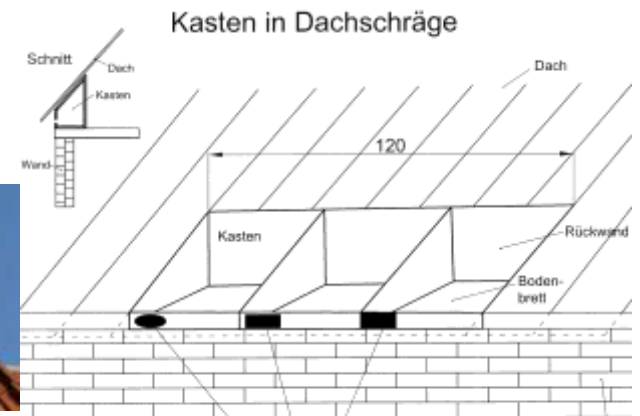 Kasten in Dachschräge
Schnitt
Dach
Kasten
Wand
Dach
120
Kasten
Rückwand
Boden-
brett